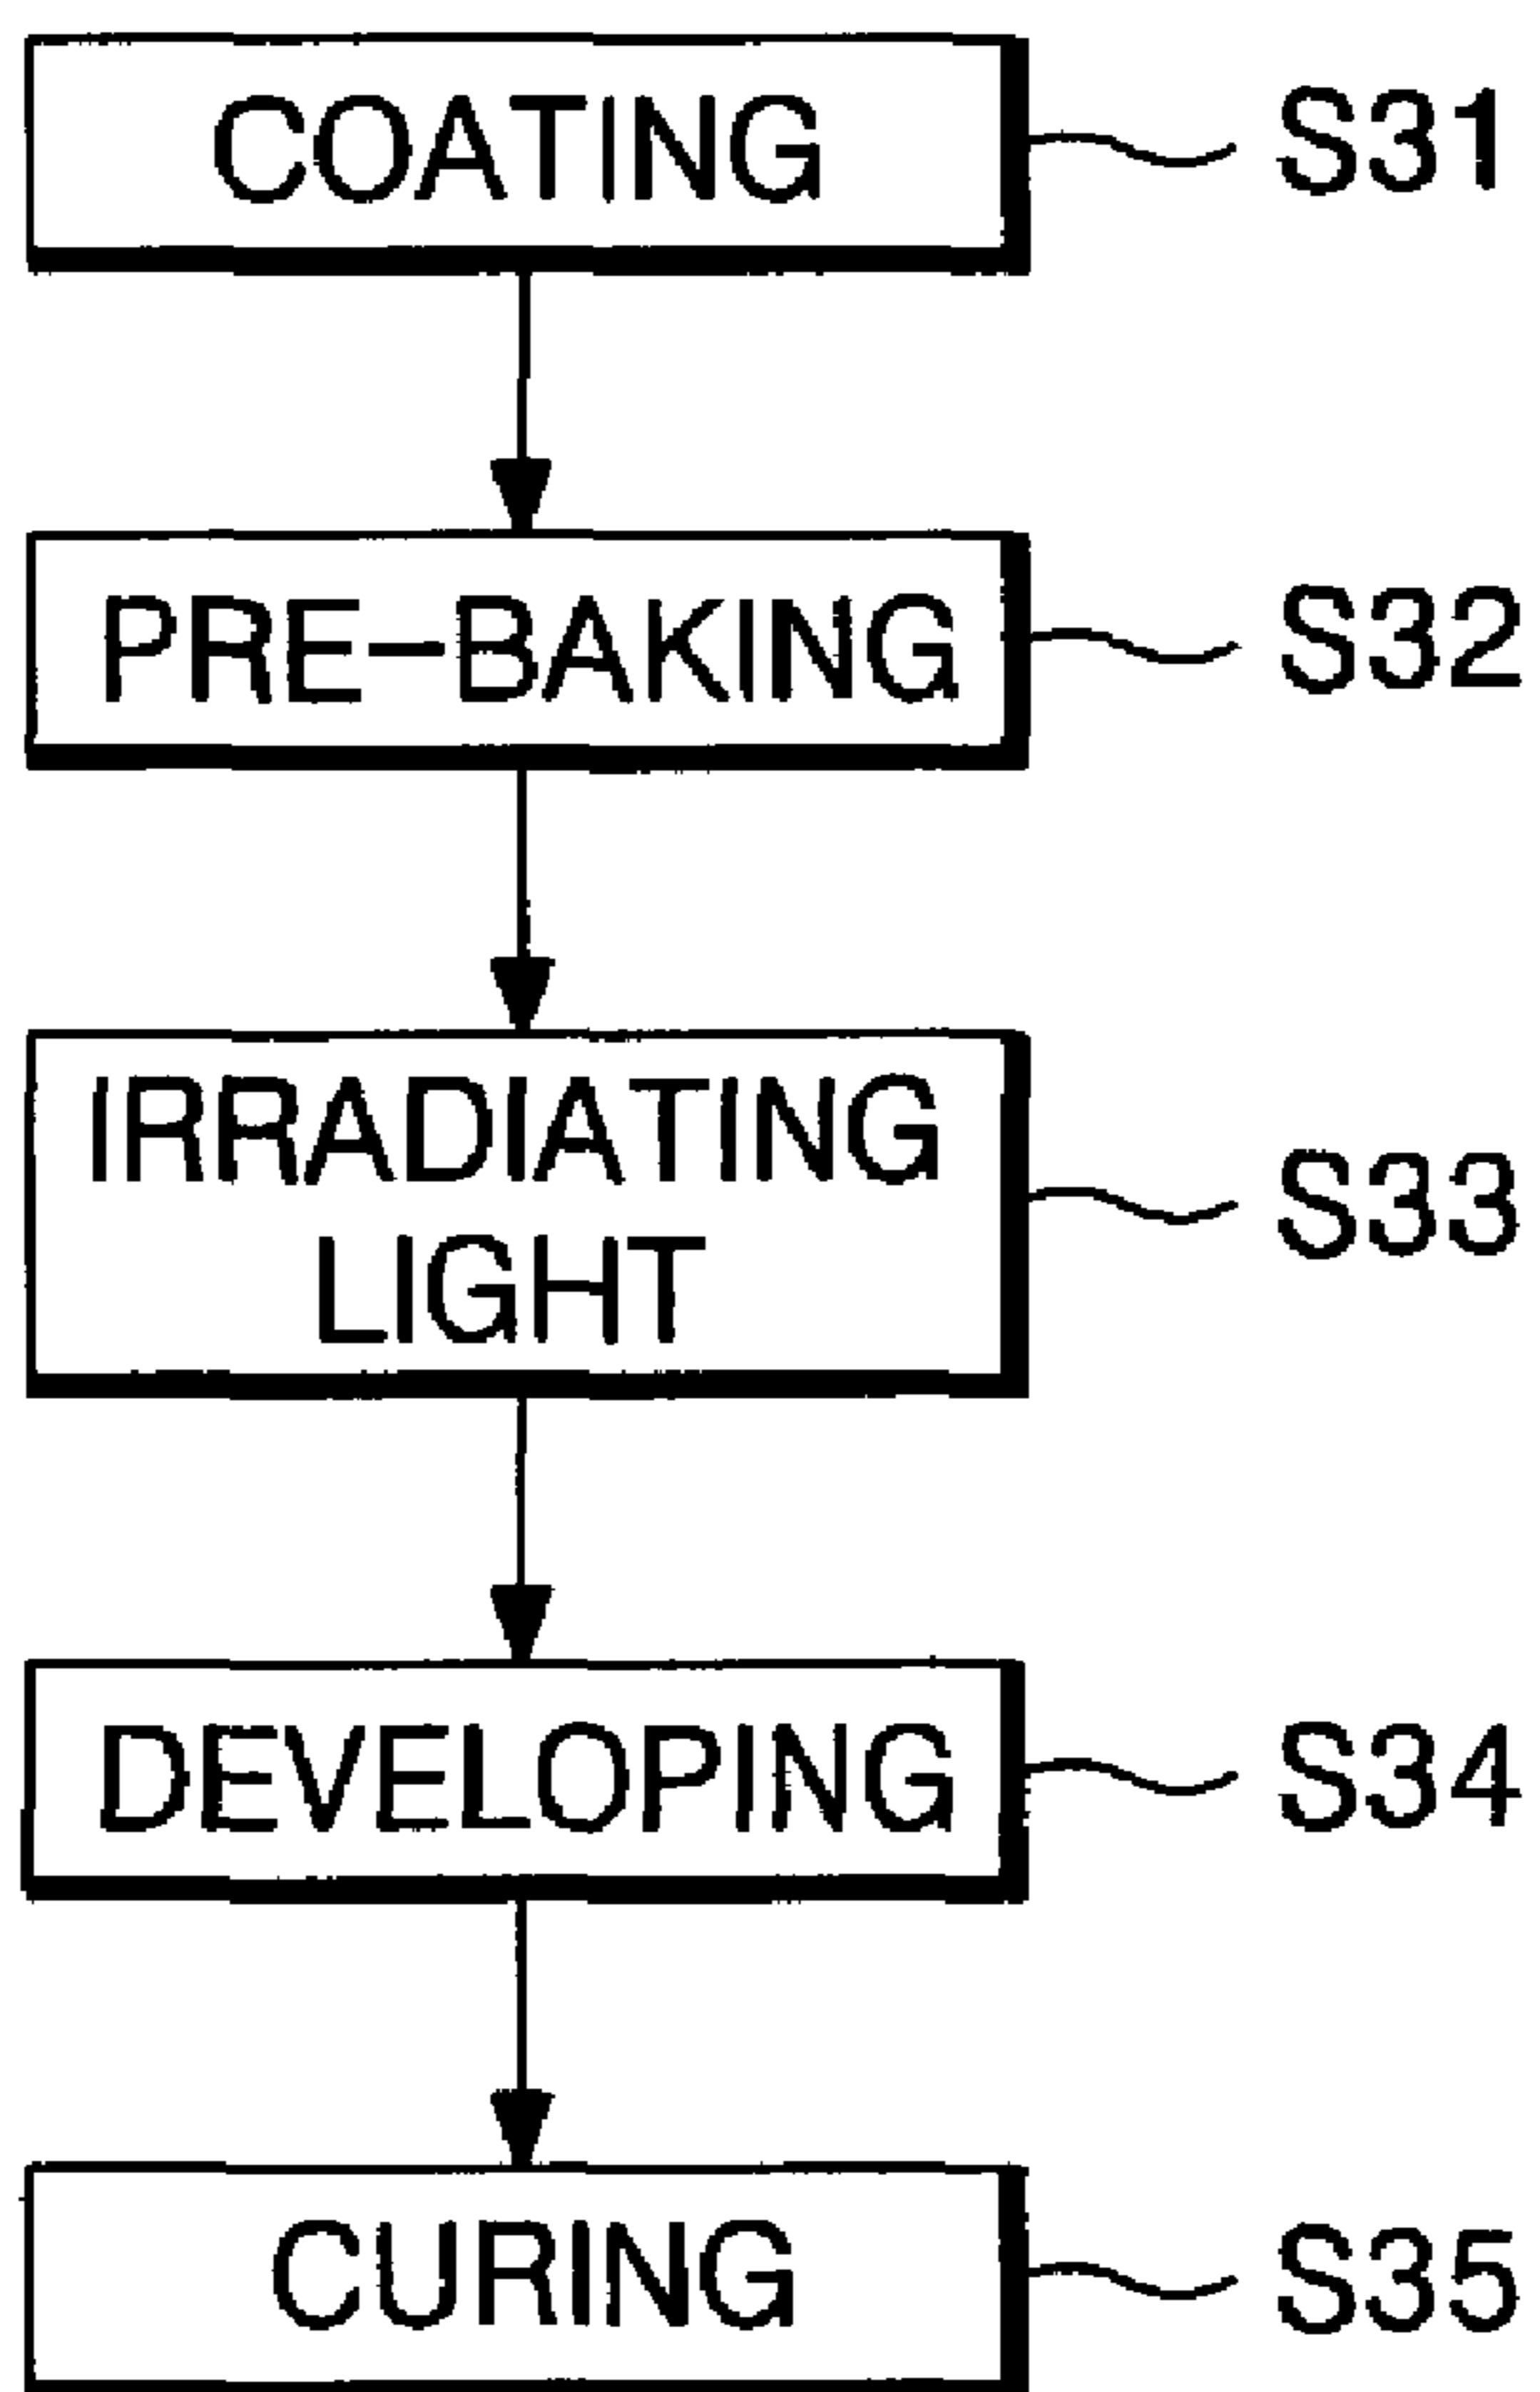 COATING S31
PRE-BAKING S32
IRRADIATING
LIGHT S33
DEVELOPING S34
CURING S35